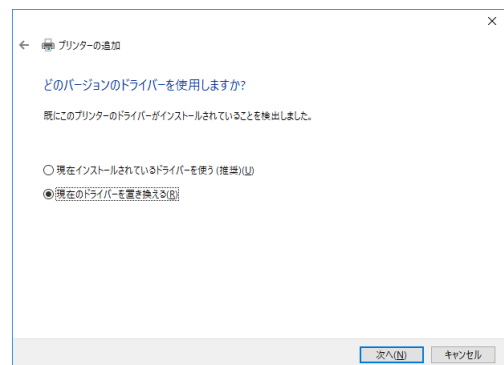 プリンターの追加
どのバージョンのドライバーを使用しますか?
既にこのプリンターのドライバーがインストールされていることを検出しました。
現在インストールされているドライバーを使う (推奨)(U)
現在のドライバーを置き換える(R)
次へ(N) キャンセル